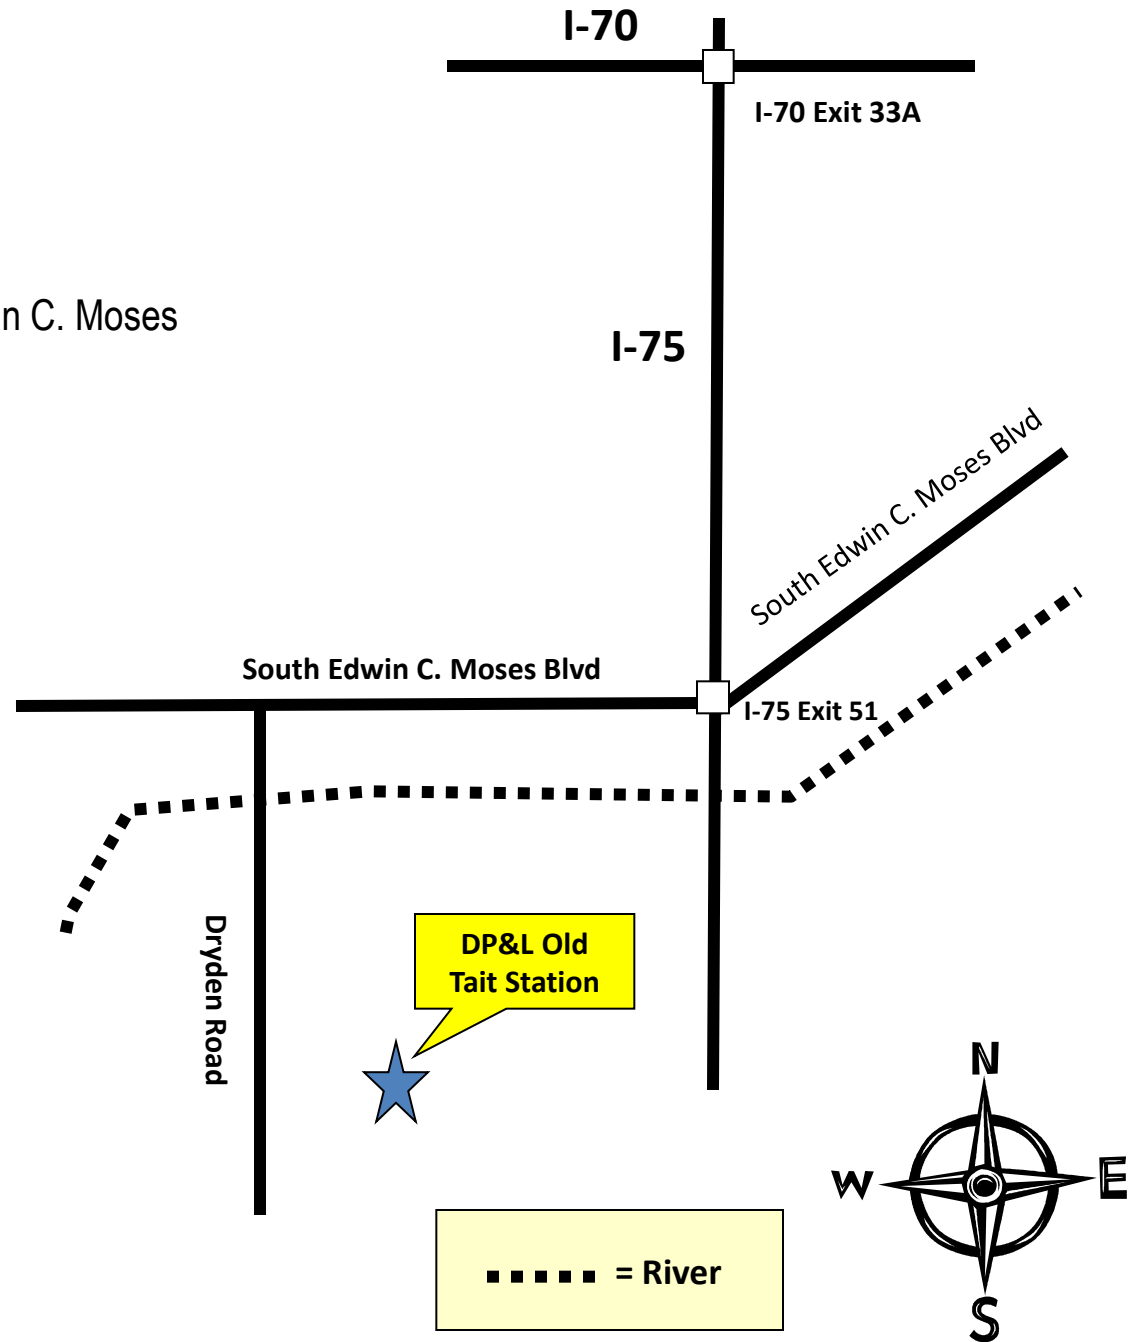 I-70
I-70 Exit 33A
n C. Moses
I-75
South Edwin C. Moses Blvd
South Edwin C. Moses Blvd
I-75 Exit 51
Dryden Road
DP&L Old
Tait Station
N
W
E
S
= River